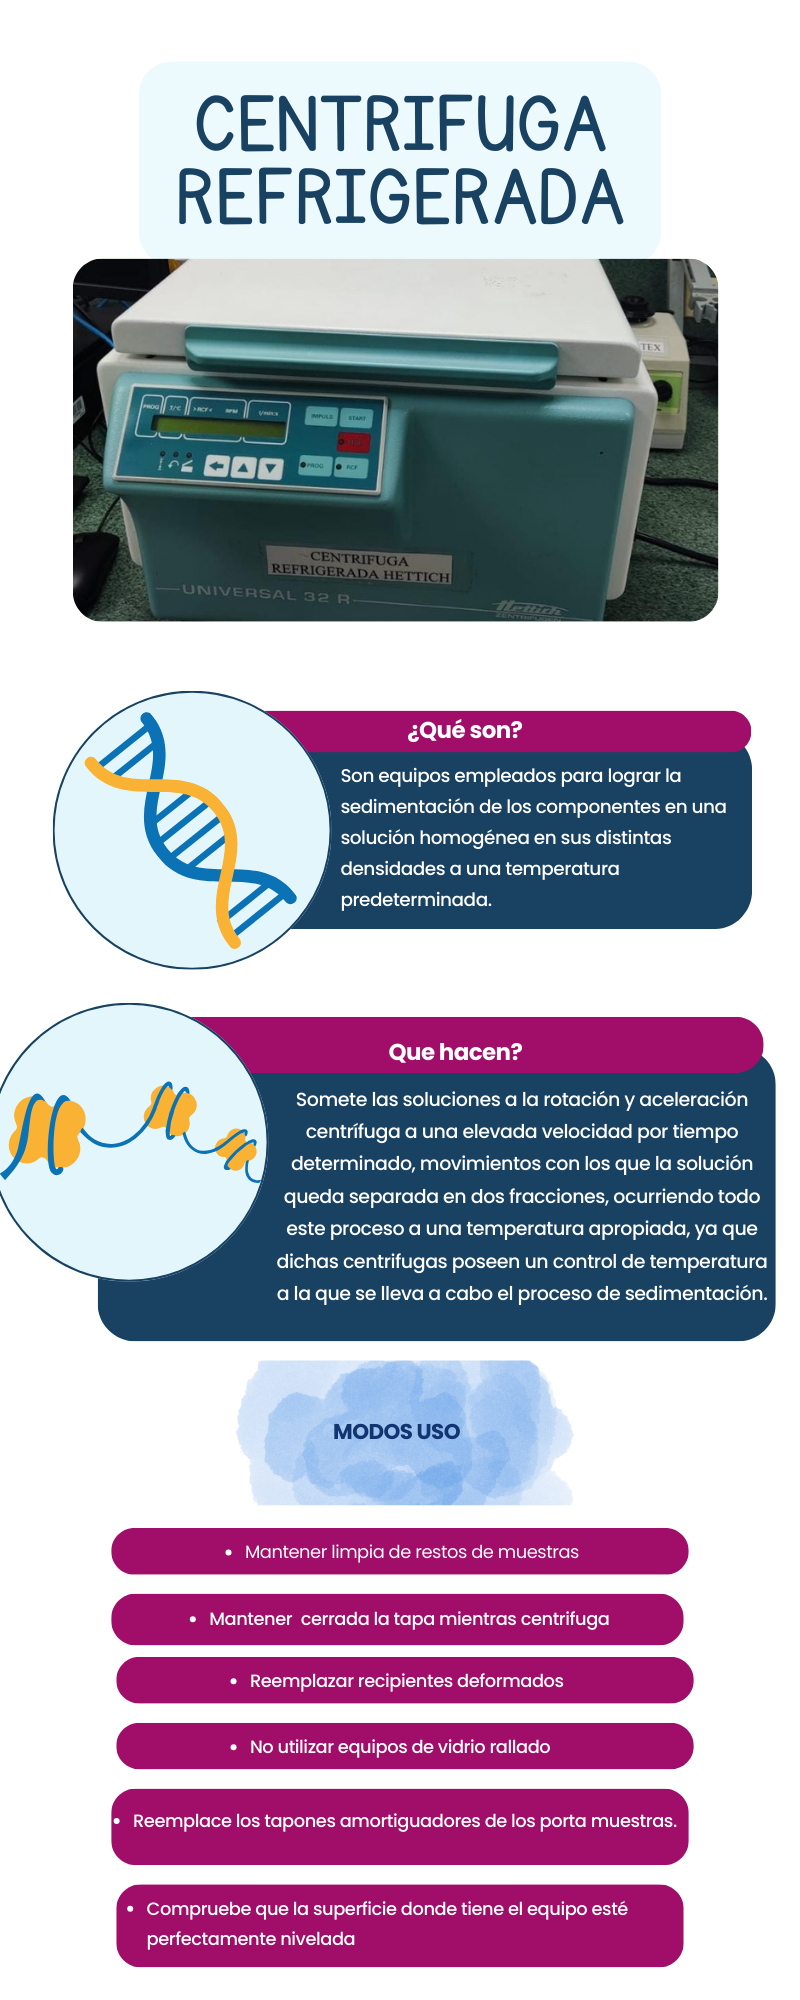 CENTRIFUGA
REFRIGERADA
TEX
PROG
T/°C
>RCF<
RPM
t/min:s
IMPULS
START
PROG
RCF
CENTRIFUGA
REFRIGERADA HETTICH
UNIVERSAL 32 R
Hettich
ZENTRIFUGEN
¿Qué son?
Son equipos empleados para lograr la
sedimentación de los componentes en una
solución homogénea en sus distintas
densidades a una temperatura
predeterminada.
Que hacen?
Somete las soluciones a la rotación y aceleración
centrífuga a una elevada velocidad por tiempo
determinado, movimientos con los que la solución
queda separada en dos fracciones, ocurriendo todo
este proceso a una temperatura apropiada, ya que
dichas centrifugas poseen un control de temperatura
a la que se lleva a cabo el proceso de sedimentación.
MODOS USO
• Mantener limpia de restos de muestras
• Mantener  cerrada la tapa mientras centrifuga
• Reemplazar recipientes deformados
• No utilizar equipos de vidrio rallado
• Reemplace los tapones amortiguadores de los porta muestras.
• Compruebe que la superficie donde tiene el equipo esté
perfectamente nivelada